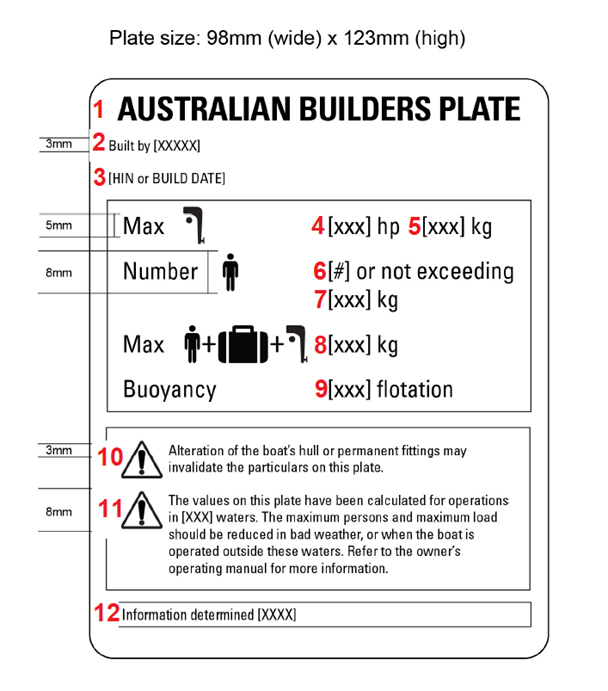 Plate size: 98mm (wide) x 123mm (high)
1 AUSTRALIAN BUILDERS PLATE
3mm 2 Built by [XXXXX]
3 [HIN or BUILD DATE]
5mm Max 4 [xxx] hp 5 [xxx] kg
8mm Number 6 [#] or not exceeding
7 [xxx] kg
Max + + 8 [xxx] kg
Buoyancy 9 [xxx] flotation
3mm 10 Alteration of the boat's hull or permanent fittings may
invalidate the particulars on this plate.
8mm 11 The values on this plate have been calculated for operations
in [XXX] waters. The maximum persons and maximum load
should be reduced in bad weather, or when the boat is
operated outside these waters. Refer to the owner's
operating manual for more information.
12 Information determined [XXXX]